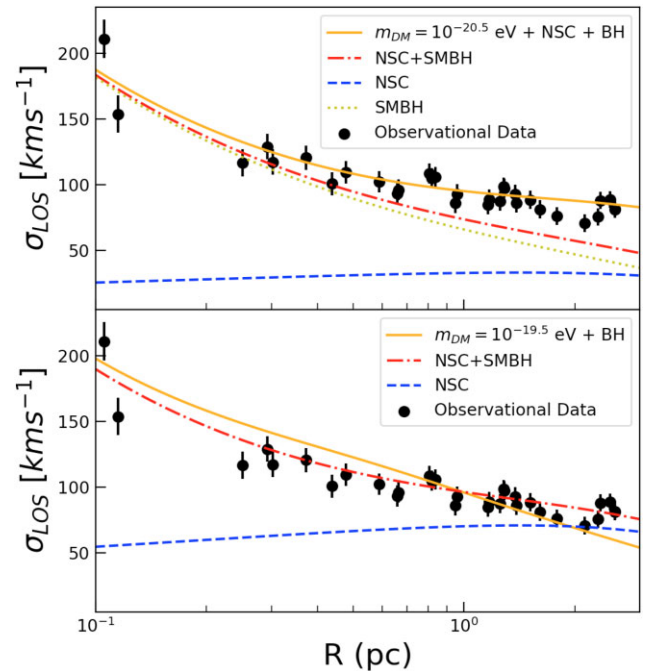 200
150
100
50
σ_LOS [kms⁻¹]
m_DM = 10⁻²⁰·⁵ eV + NSC + BH
NSC+SMBH
NSC
SMBH
Observational Data
200
150
100
50
σ_LOS [kms⁻¹]
m_DM = 10⁻¹⁹·⁵ eV + BH
NSC+SMBH
NSC
Observational Data
10⁻¹
10⁰
R (pc)